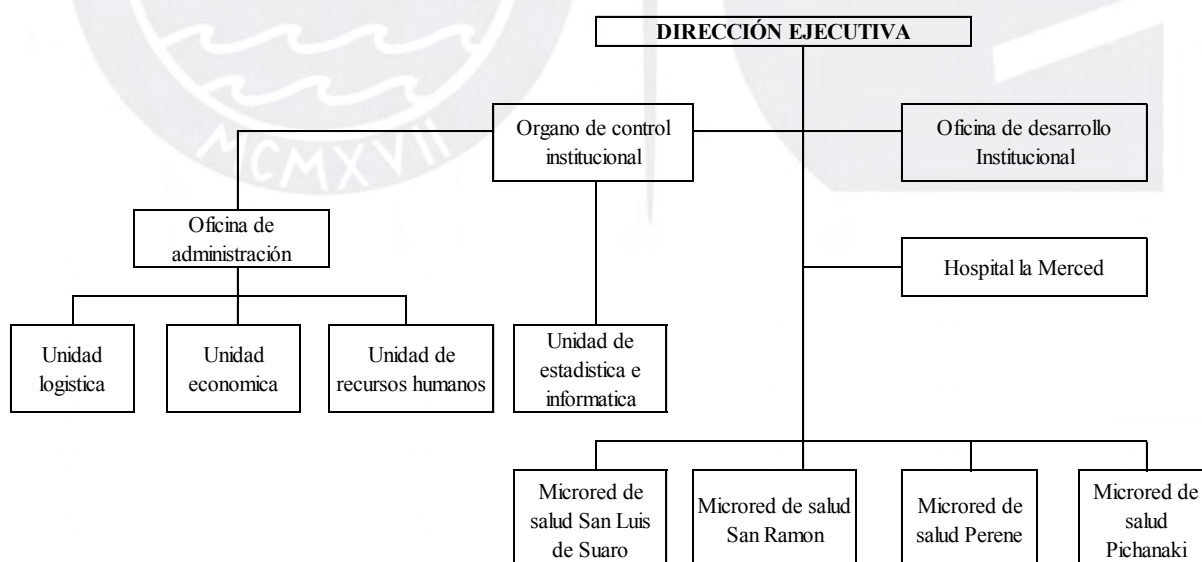 DIRECCIÓN EJECUTIVA
Organo de control
institucional
Oficina de desarrollo
Institucional
MCMXVII
Oficina de
administración
Hospital la Merced
Unidad
logistica
Unidad
economica
Unidad de
recursos humanos
Unidad de
estadistica e
informatica
Microred de
salud San Luis
de Suaro
Microred de salud
San Ramon
Microred de
salud Perene
Microred de
salud
Pichanaki